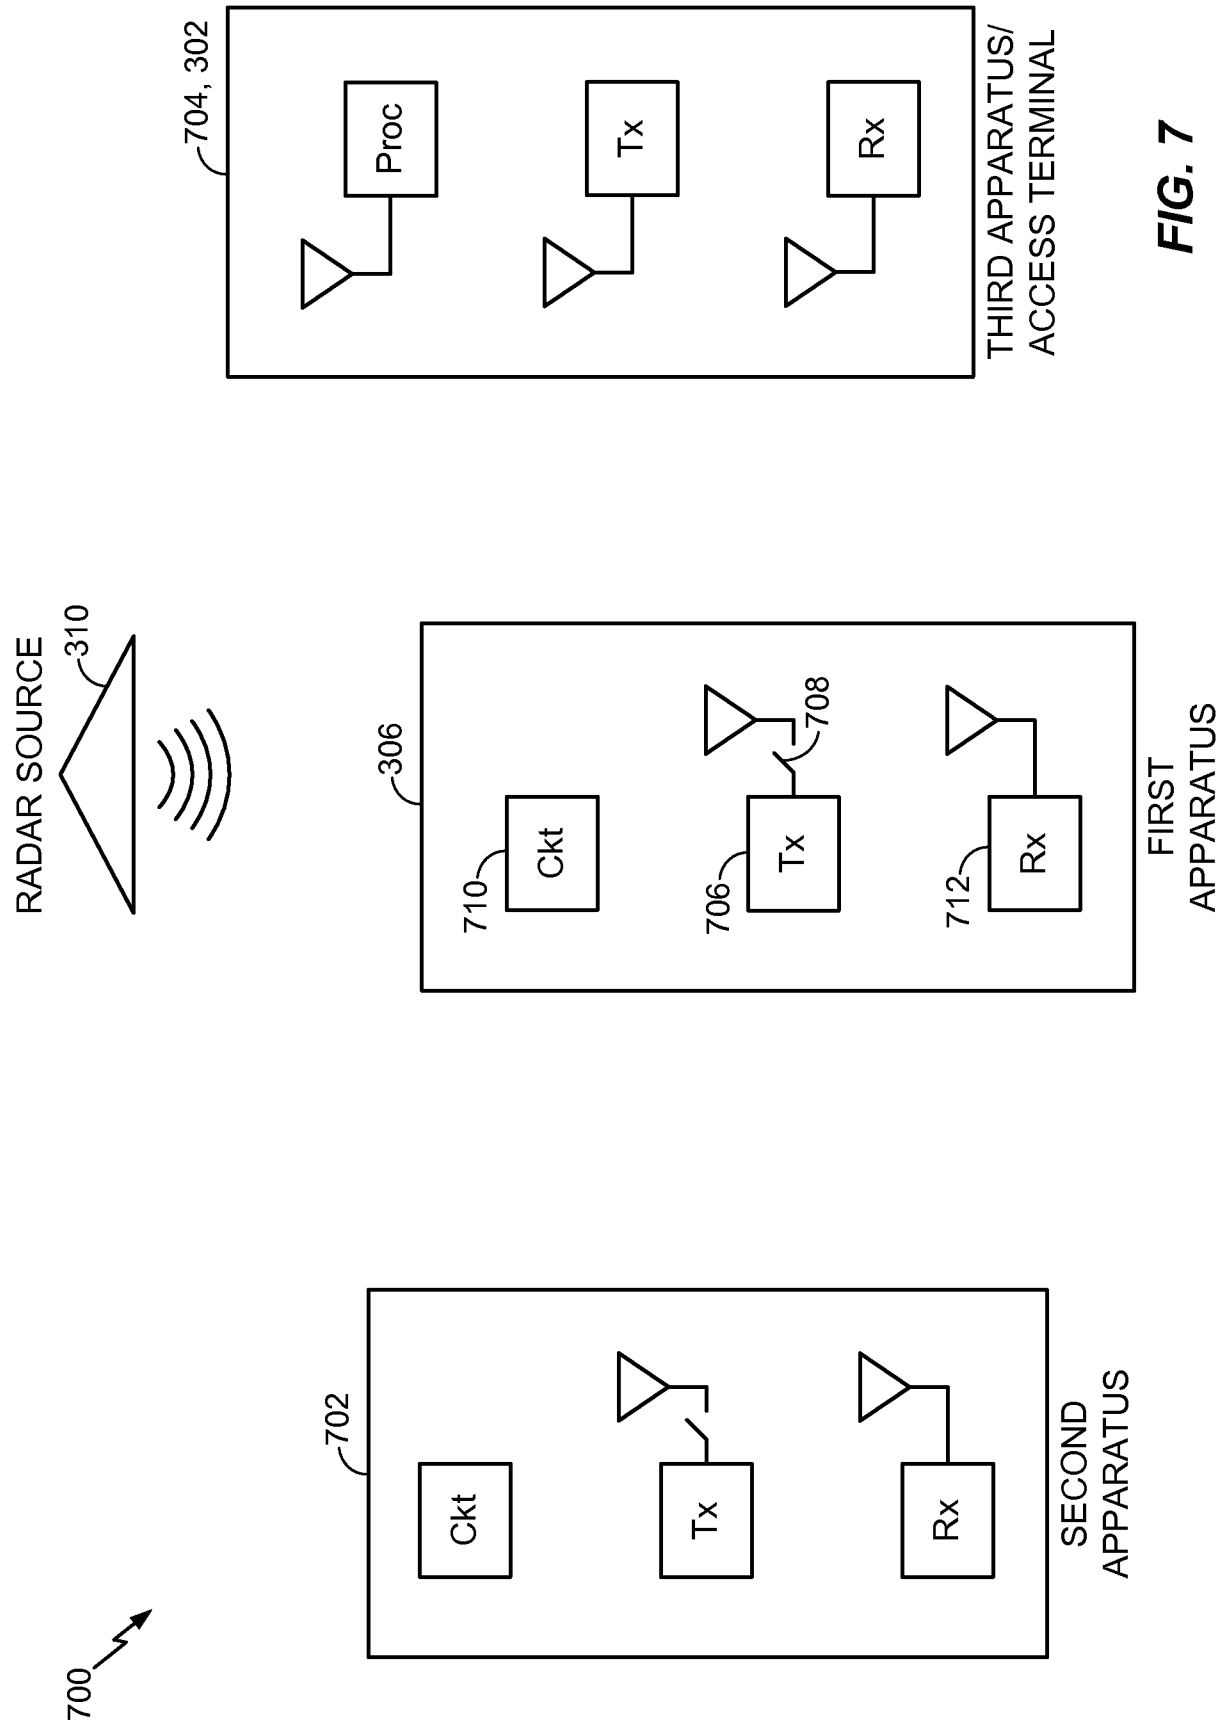 700
702
Ckt
Tx
Rx
SECOND
APPARATUS
RADAR SOURCE
310
306
710
Ckt
706
Tx
708
712
Rx
FIRST
APPARATUS
704, 302
Proc
Tx
Rx
THIRD APPARATUS/
ACCESS TERMINAL
FIG. 7